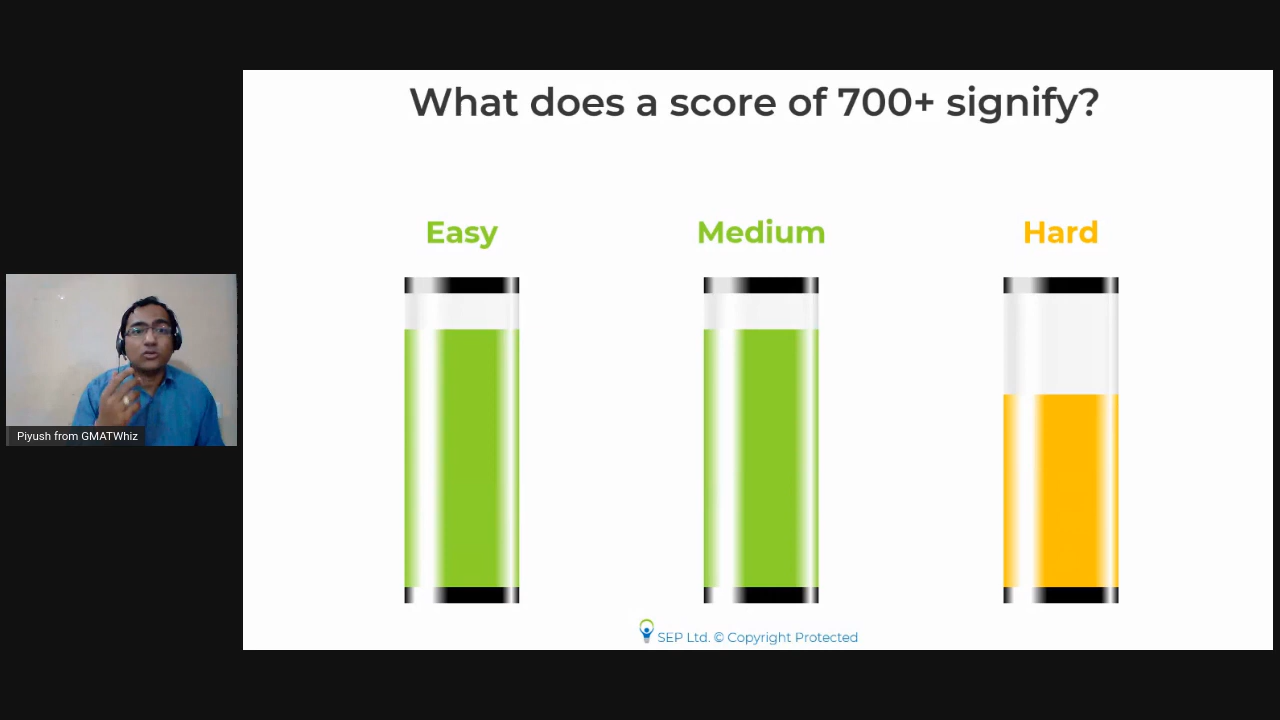 What does a score of 700+ signify?
Easy
Medium
Hard
Piyush from GMATWhiz
SEP Ltd. © Copyright Protected